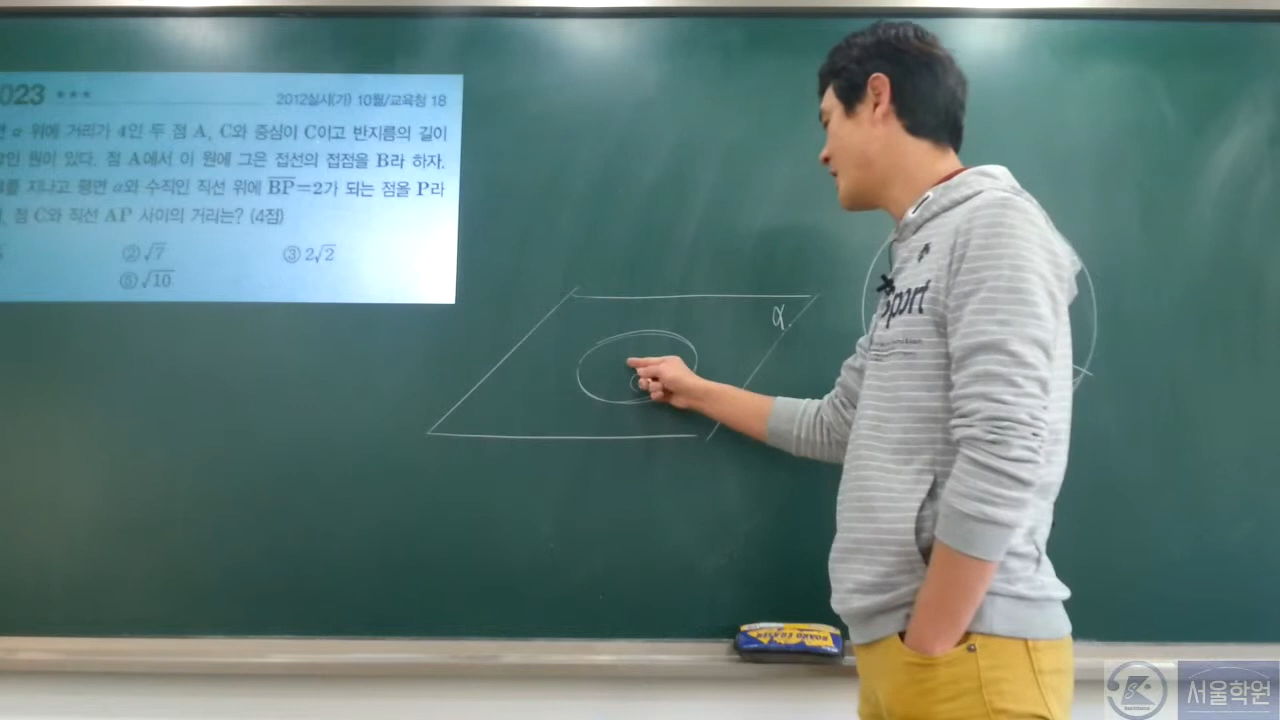 023 ***
2012실시(가) 10월/교육청 18
면 α 위에 거리가 4인 두 점 A, C와 중심이 C이고 반지름의 길이
인 원이 있다. 점 A에서 이 원에 그은 접선의 접점을 B라 하자.
를 지나고 평면 α와 수직인 직선 위에 BP=2가 되는 점을 P라
, 점 C와 직선 AP 사이의 거리는? (4점)
② √7 ③ 2√2
⑤ √10
α
Sport
BOARD ERASER
서울학원